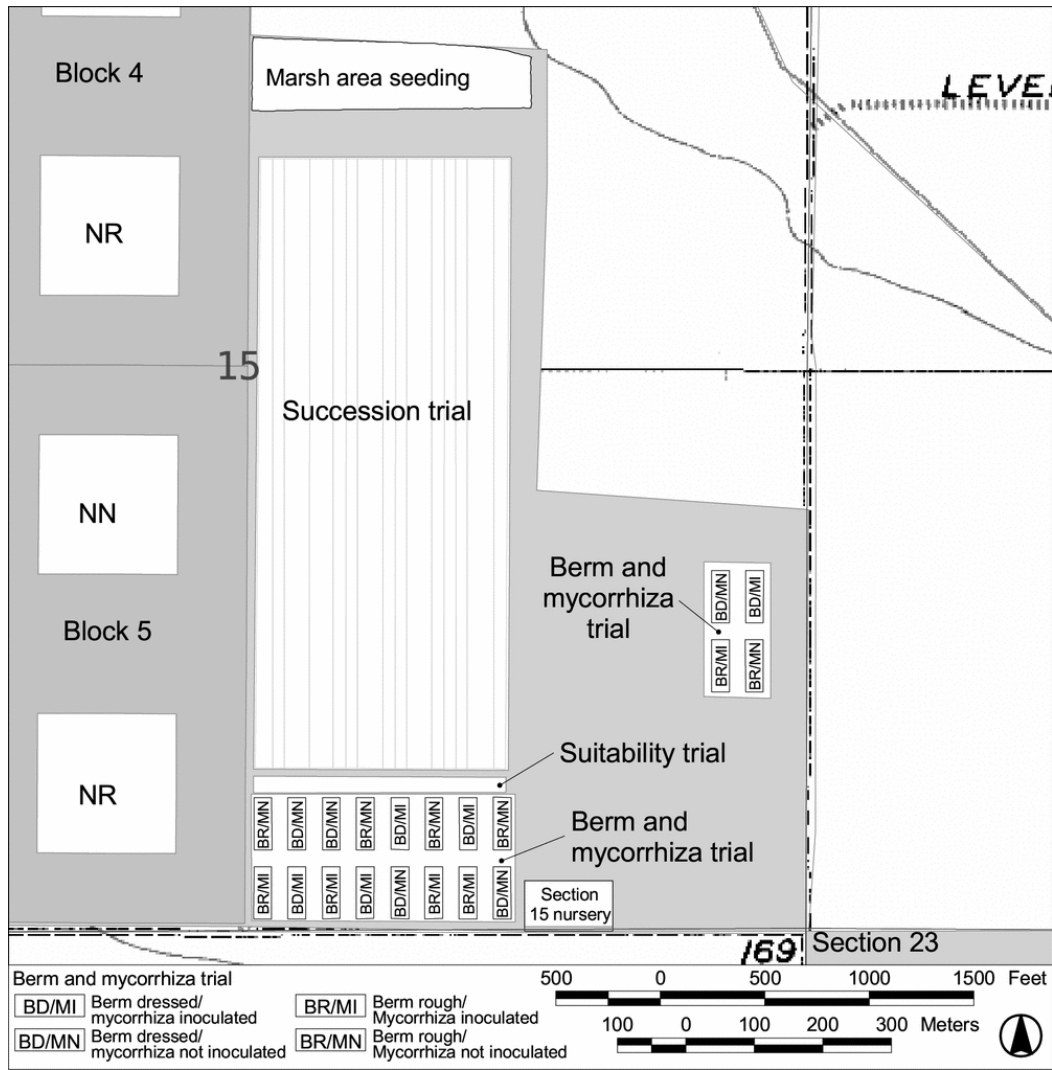 Block 4
Marsh area seeding
LEVE
NR
15
Succession trial
NN
Berm and
mycorrhiza
trial
BD/MN
BD/MI
BR/MI
BR/MN
Block 5
NR
Suitability trial
BR/MN
BD/MN
BD/MN
BR/MN
BD/MI
BR/MN
BD/MI
BR/MN
Berm and
mycorrhiza trial
BR/MI
BD/MI
BR/MI
BD/MI
BD/MN
BR/MI
BR/MI
BD/MN
Section
15 nursery
169
Section 23
Berm and mycorrhiza trial
BD/MI
Berm dressed/
mycorrhiza inoculated
BR/MI
Berm rough/
Mycorrhiza inoculated
BD/MN
Berm dressed/
mycorrhiza not inoculated
BR/MN
Berm rough/
Mycorrhiza not inoculated
500 0 500 1000 1500 Feet
100 0 100 200 300 Meters